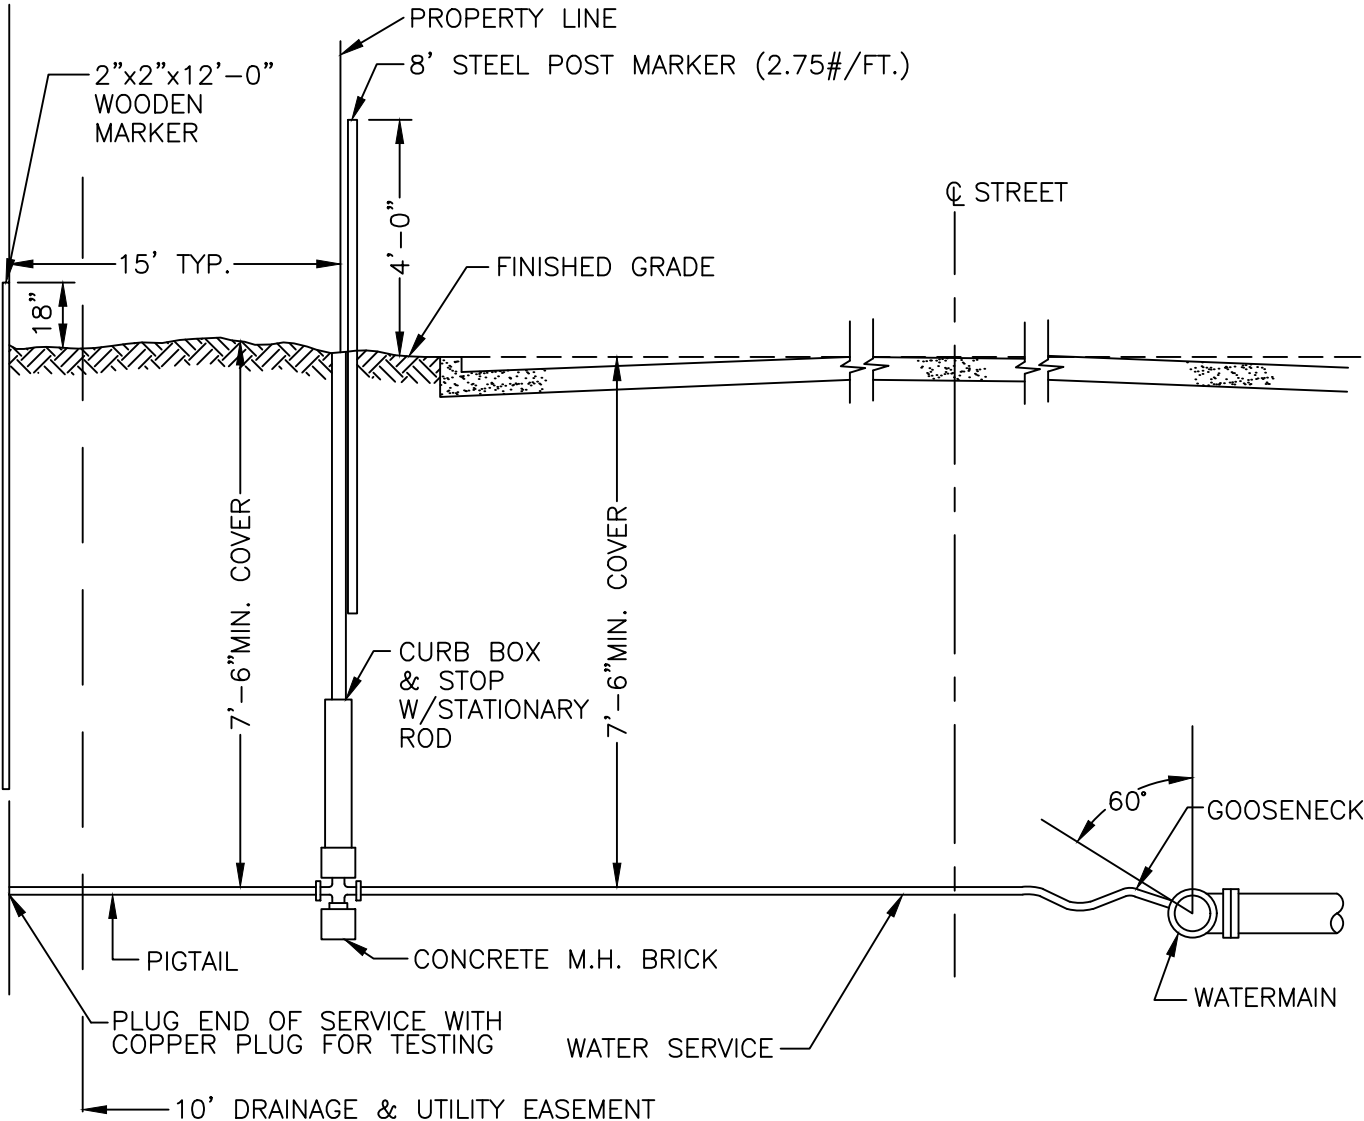 PROPERTY LINE
8' STEEL POST MARKER (2.75#/FT.)
2"x2"x12'-0"
WOODEN
MARKER
℄ STREET
15' TYP.
4'-0"
FINISHED GRADE
18"
7'-6"MIN. COVER
7'-6"MIN. COVER
CURB BOX
& STOP
W/STATIONARY
ROD
60°
GOOSENECK
PIGTAIL
CONCRETE M.H. BRICK
WATERMAIN
PLUG END OF SERVICE WITH
COPPER PLUG FOR TESTING
WATER SERVICE
10' DRAINAGE & UTILITY EASEMENT